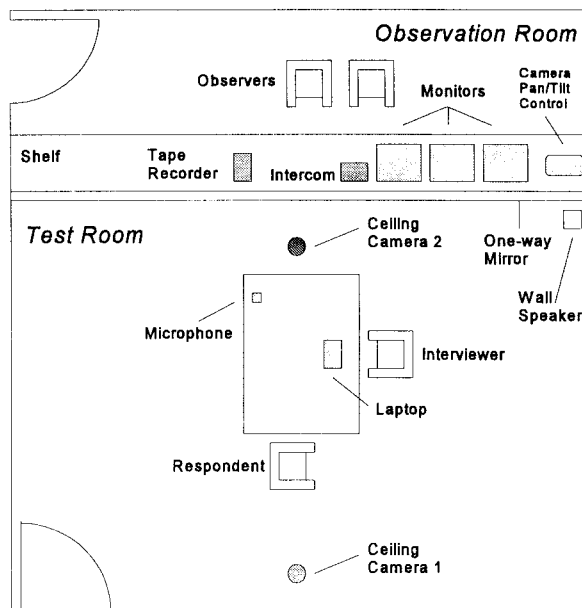 Observation Room
Observers
Monitors
Camera
Pan/Tilt
Control
Shelf
Tape
Recorder
Intercom
Test Room
Ceiling
Camera 2
One-way
Mirror
Wall
Speaker
Microphone
Interviewer
Laptop
Respondent
Ceiling
Camera 1